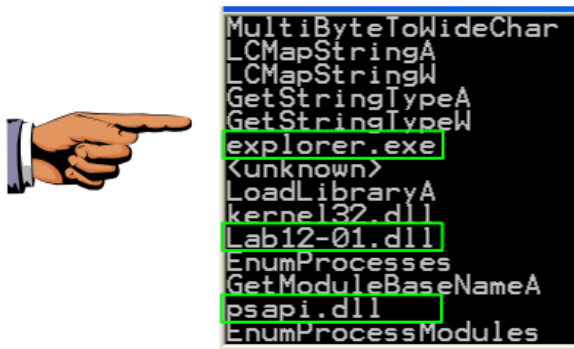 MultiByteToWideChar
LCMapStringA
LCMapStringW
GetStringTypeA
GetStringTypeW
explorer.exe
<unknown>
LoadLibraryA
kernel32.dll
Lab12-01.dll
EnumProcesses
GetModuleBaseNameA
psapi.dll
EnumProcessModules